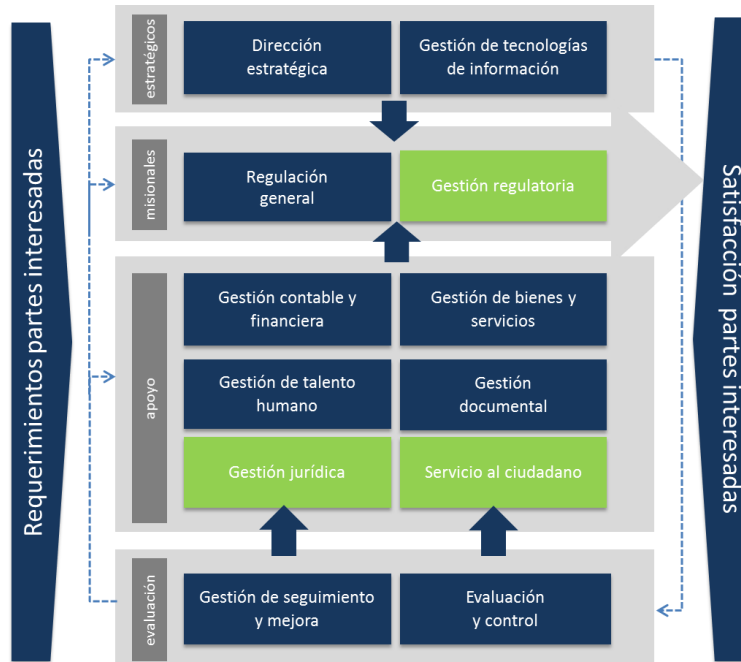 Requerimientos partes interesadas
estratégicos
Dirección
estratégica
Gestión de tecnologías
de información
misionales
Regulación
general
Gestión regulatoria
apoyo
Gestión contable y
financiera
Gestión de bienes y
servicios
Gestión de talento
humano
Gestión
documental
Gestión jurídica
Servicio al ciudadano
evaluación
Gestión de seguimiento
y mejora
Evaluación
y control
Satisfacción partes interesadas